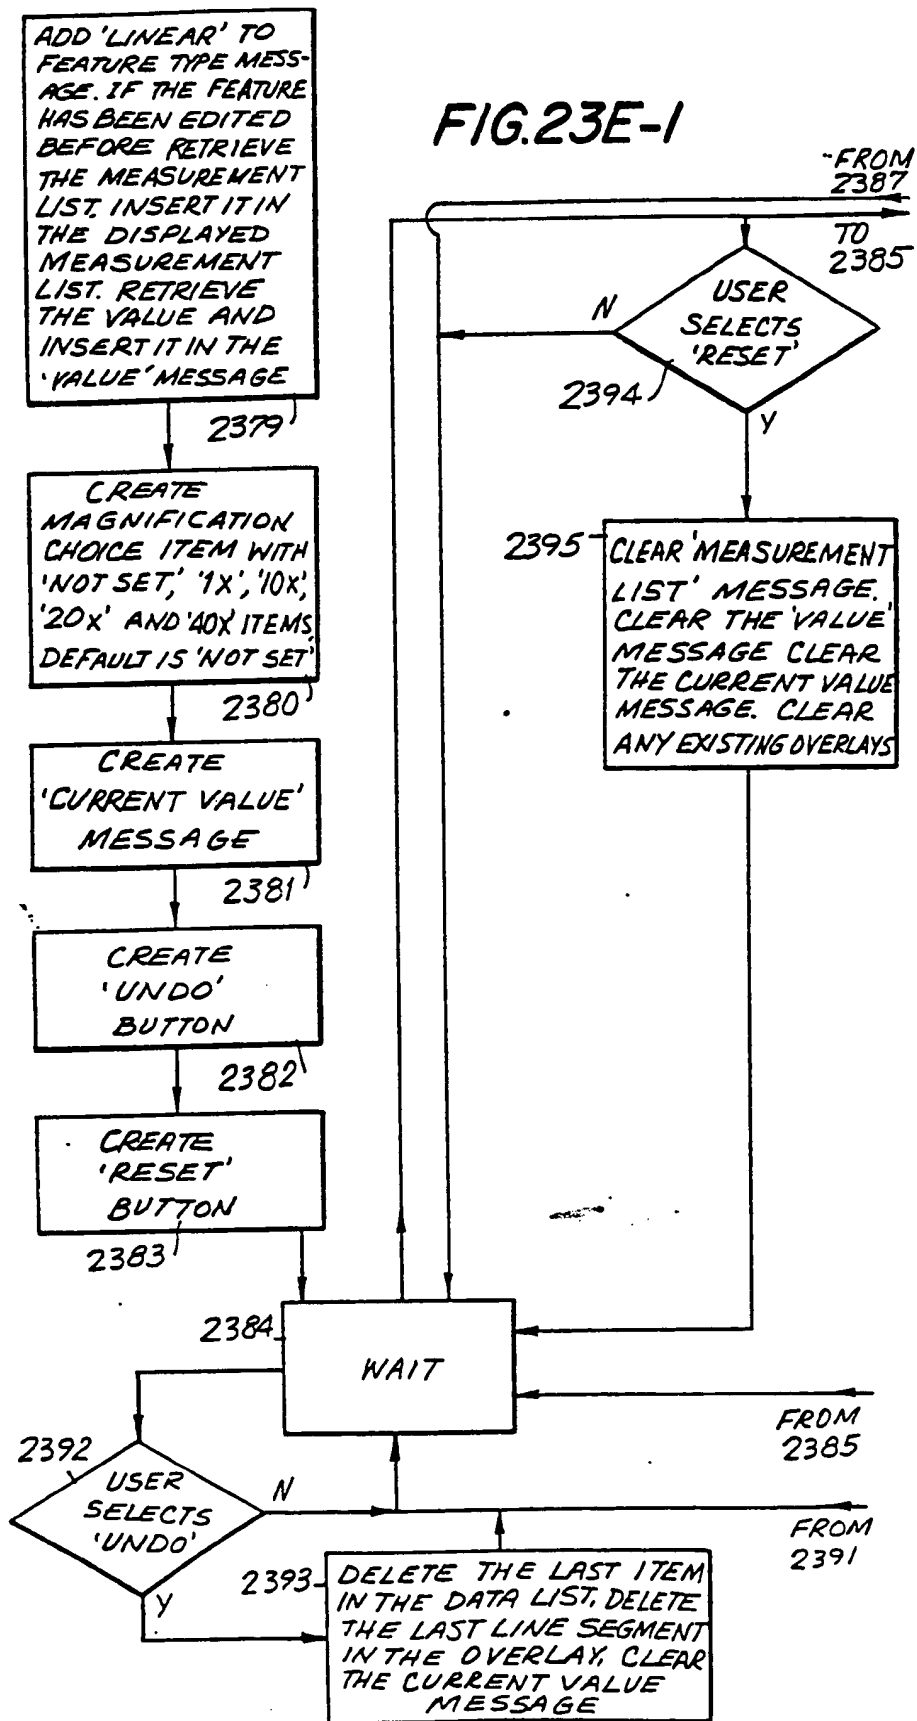 ADD 'LINEAR' TO
FEATURE TYPE MESS-
AGE. IF THE FEATURE
HAS BEEN EDITED
BEFORE RETRIEVE
THE MEASUREMENT
LIST. INSERT IT IN
THE DISPLAYED
MEASUREMENT
LIST. RETRIEVE
THE VALUE AND
INSERT IT IN THE
'VALUE' MESSAGE
2379
CREATE
MAGNIFICATION
CHOICE ITEM WITH
'NOT SET,' '1X', '10X',
'20X' AND '40X' ITEMS,
DEFAULT IS 'NOT SET'
2380
CREATE
'CURRENT VALUE'
MESSAGE
2381
CREATE
'UNDO'
BUTTON
2382
CREATE
'RESET'
BUTTON
2383
FIG.23E-1
FROM
2387
TO
2385
USER
SELECTS
'RESET'
N
2394
Y
2395
CLEAR 'MEASUREMENT
LIST' MESSAGE.
CLEAR THE 'VALUE'
MESSAGE CLEAR
THE CURRENT VALUE
MESSAGE. CLEAR
ANY EXISTING OVERLAYS
2384
WAIT
FROM
2385
2392
USER
SELECTS
'UNDO'
N
Y
FROM
2391
2393
DELETE THE LAST ITEM
IN THE DATA LIST, DELETE
THE LAST LINE SEGMENT
IN THE OVERLAY. CLEAR
THE CURRENT VALUE
MESSAGE